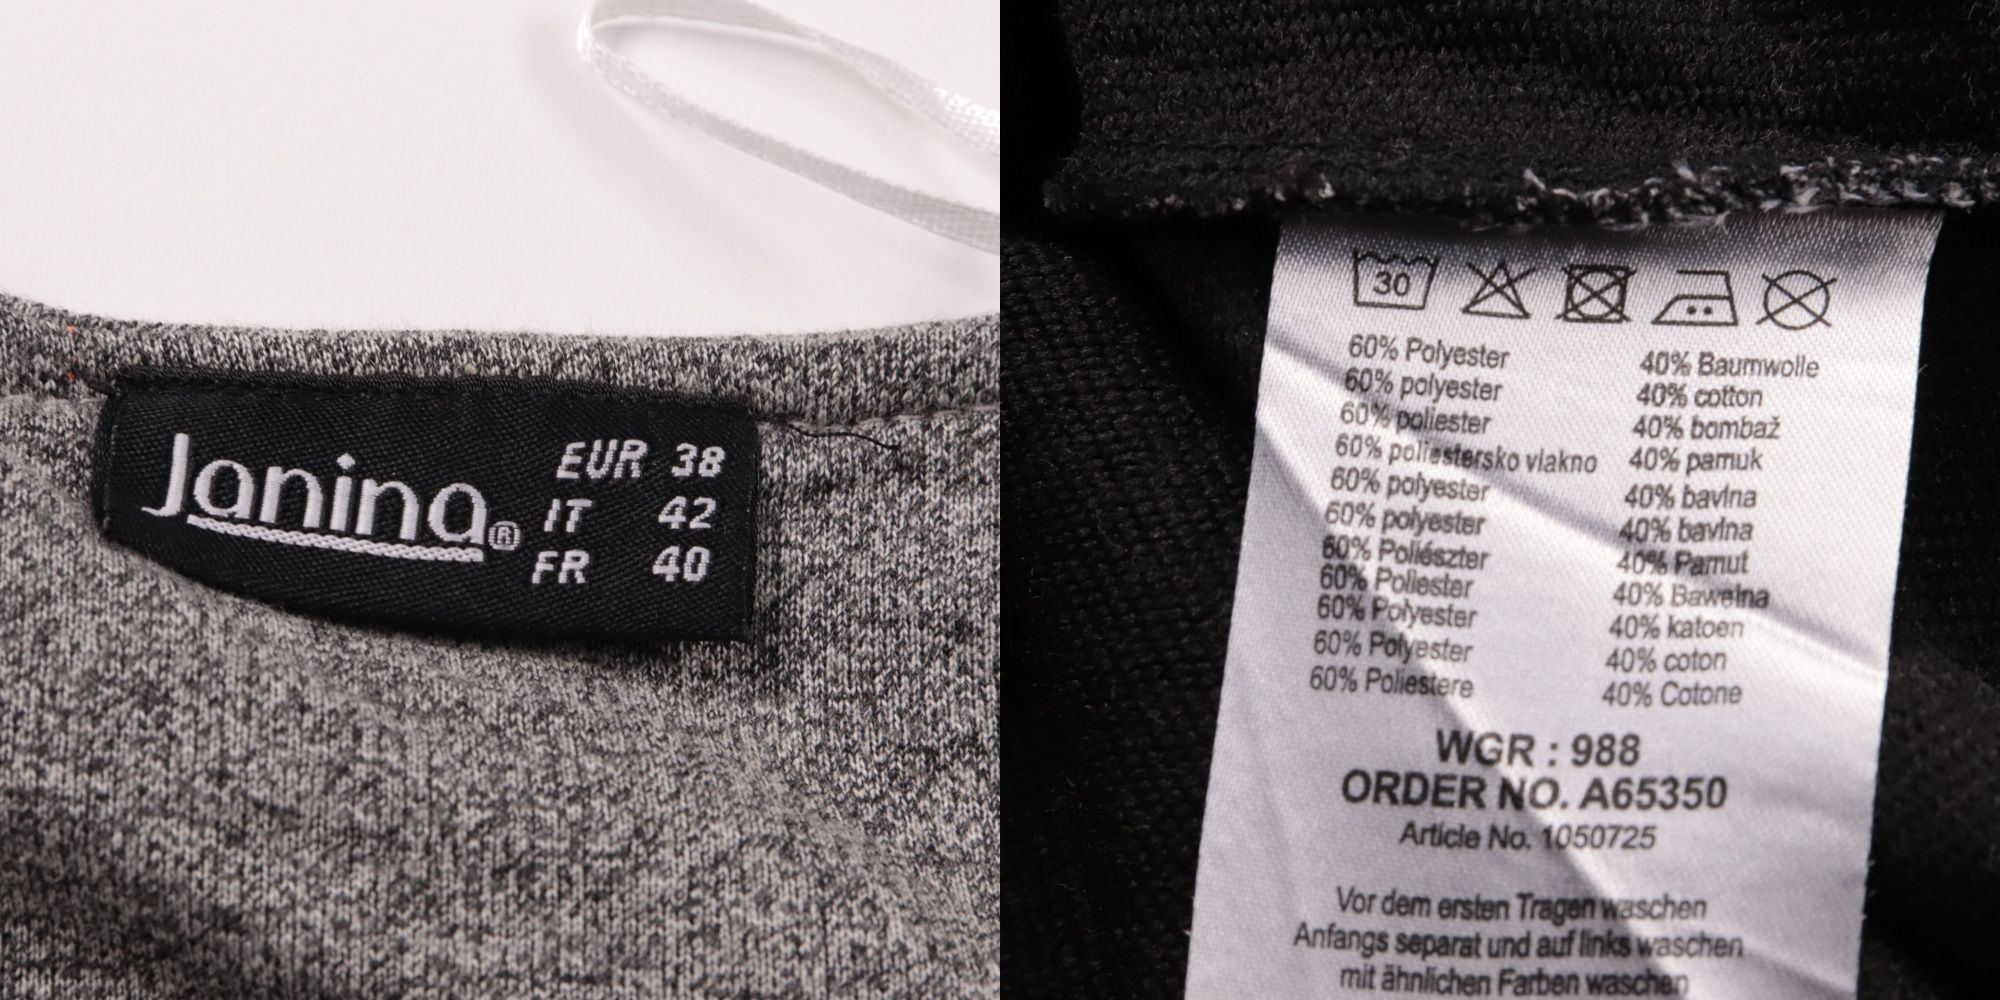 Janina®
EUR 38
IT 42
FR 40
30
60% Polyester 40% Baumwolle
60% polyester 40% cotton
60% poliester 40% bombaž
60% poliestersko vlakno 40% pamuk
60% polyester 40% bavlna
60% polyester 40% bavlna
60% Poliészter 40% Pamut
60% Poliester 40% Bawełna
60% Polyester 40% katoen
60% Polyester 40% coton
60% Poliestere 40% Cotone
WGR : 988
ORDER NO. A65350
Article No. 1050725
Vor dem ersten Tragen waschen
Anfangs separat und auf links waschen
mit ähnlichen Farben waschen